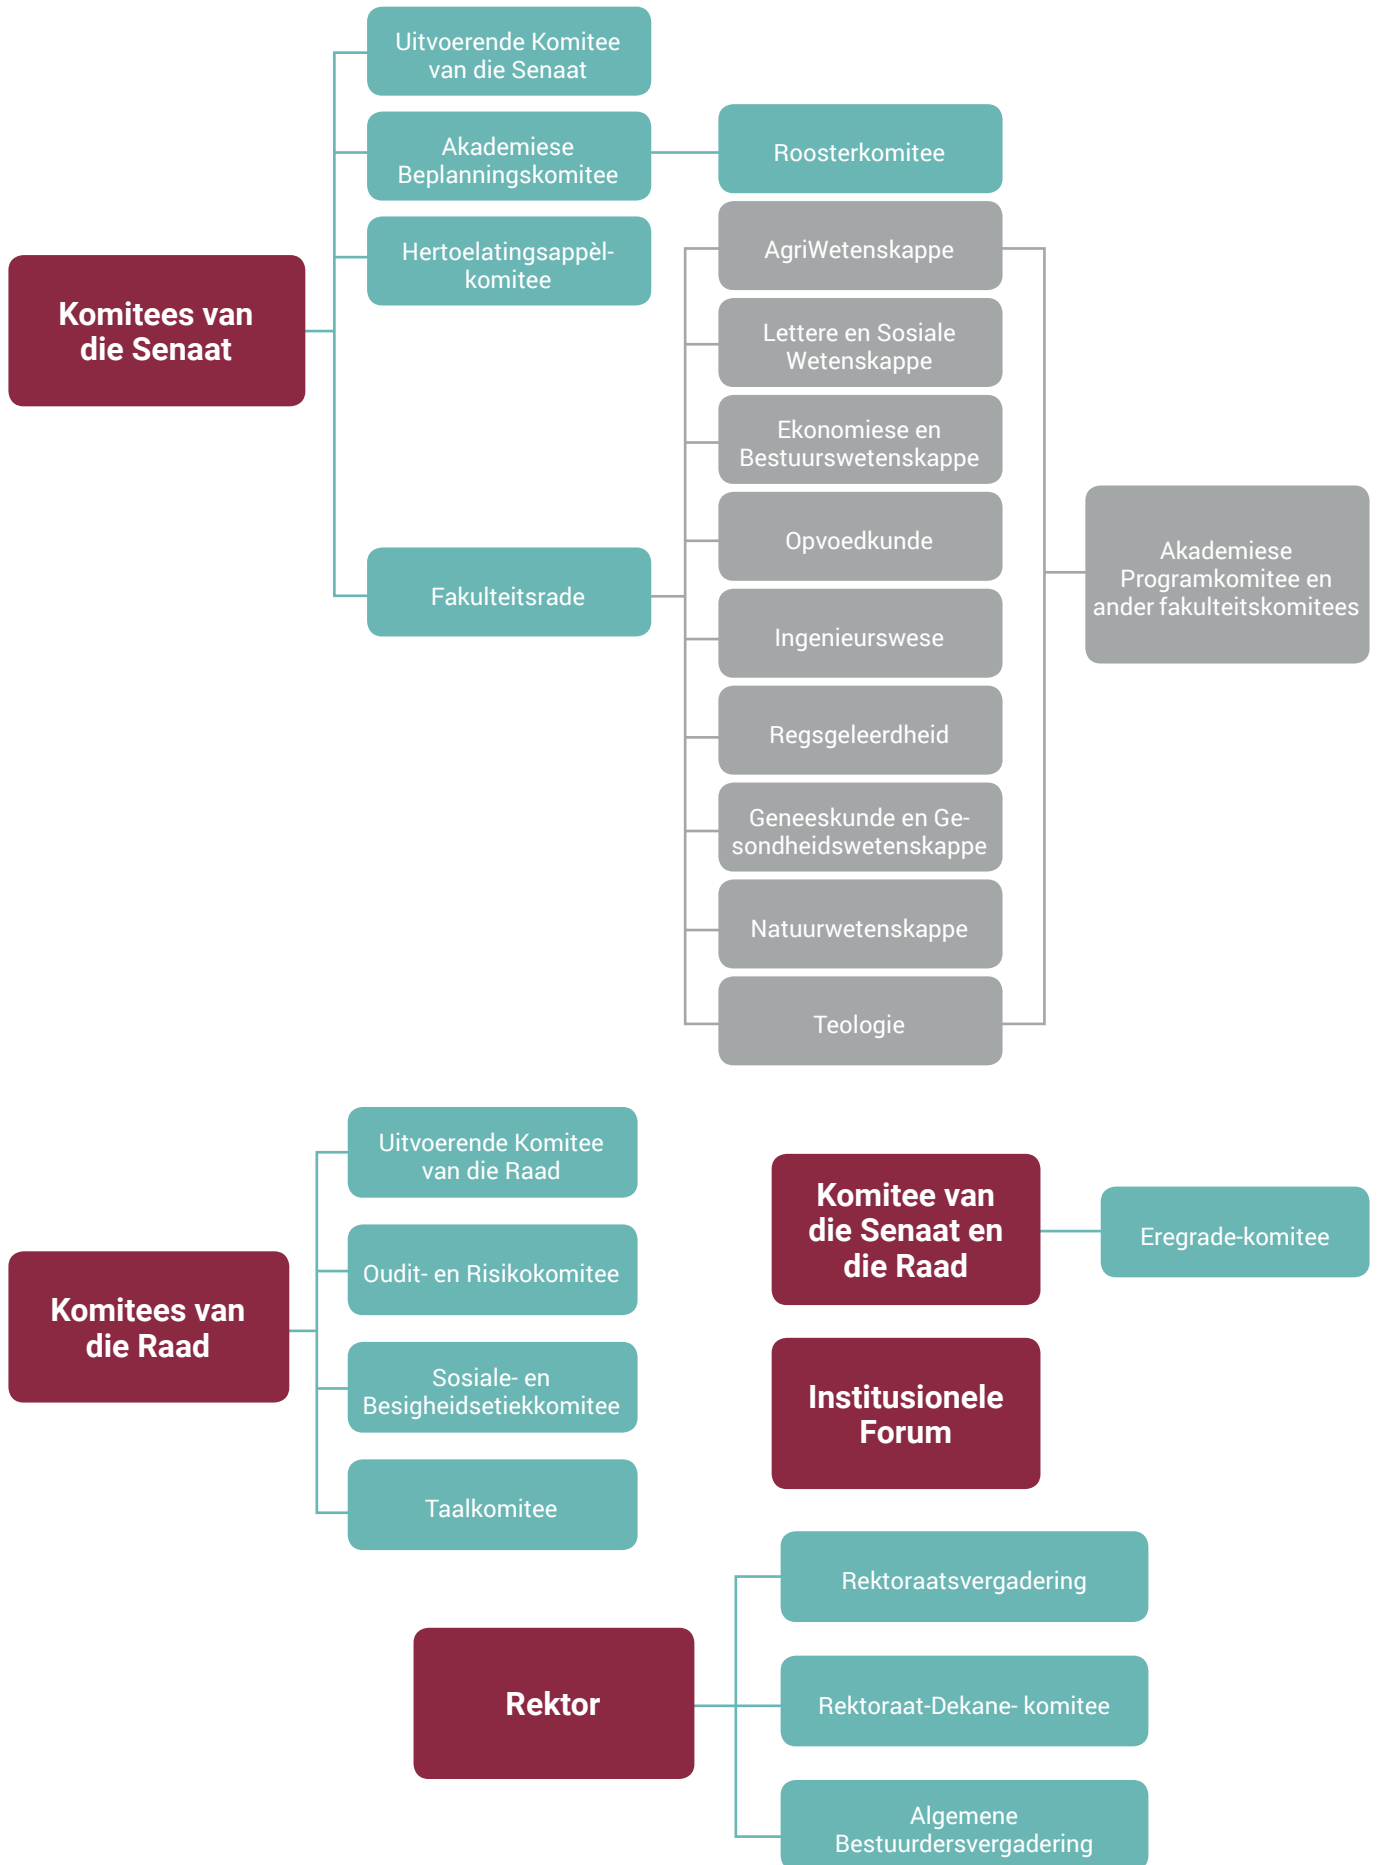 Komitees van
die Senaat
Uitvoerende Komitee
van die Senaat
Akademiese
Beplanningskomitee
Roosterkomitee
Hertoelatingsappèl-
komitee
Fakulteitsrade
AgriWetenskappe
Lettere en Sosiale
Wetenskappe
Ekonomiese en
Bestuurswetenskappe
Opvoedkunde
Ingenieurswese
Regsgeleerdheid
Geneeskunde en Ge-
sondheidswetenskappe
Natuurwetenskappe
Teologie
Akademiese
Programkomitee en
ander fakulteitskomitees
Komitees van
die Raad
Uitvoerende Komitee
van die Raad
Oudit- en Risikokomitee
Sosiale- en
Besigheidsetiekkomitee
Taalkomitee
Komitee van
die Senaat en
die Raad
Eregrade-komitee
Institusionele
Forum
Rektor
Rektoraatsvergadering
Rektoraat-Dekane- komitee
Algemene
Bestuurdersvergadering